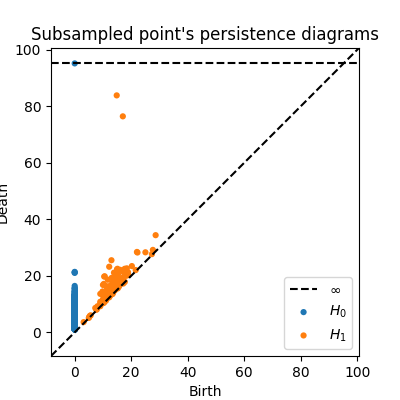 Subsampled point's persistence diagrams
100
80
60
40
20
0
Death
0 20 40 60 80 100
Birth
∞
H₀
H₁